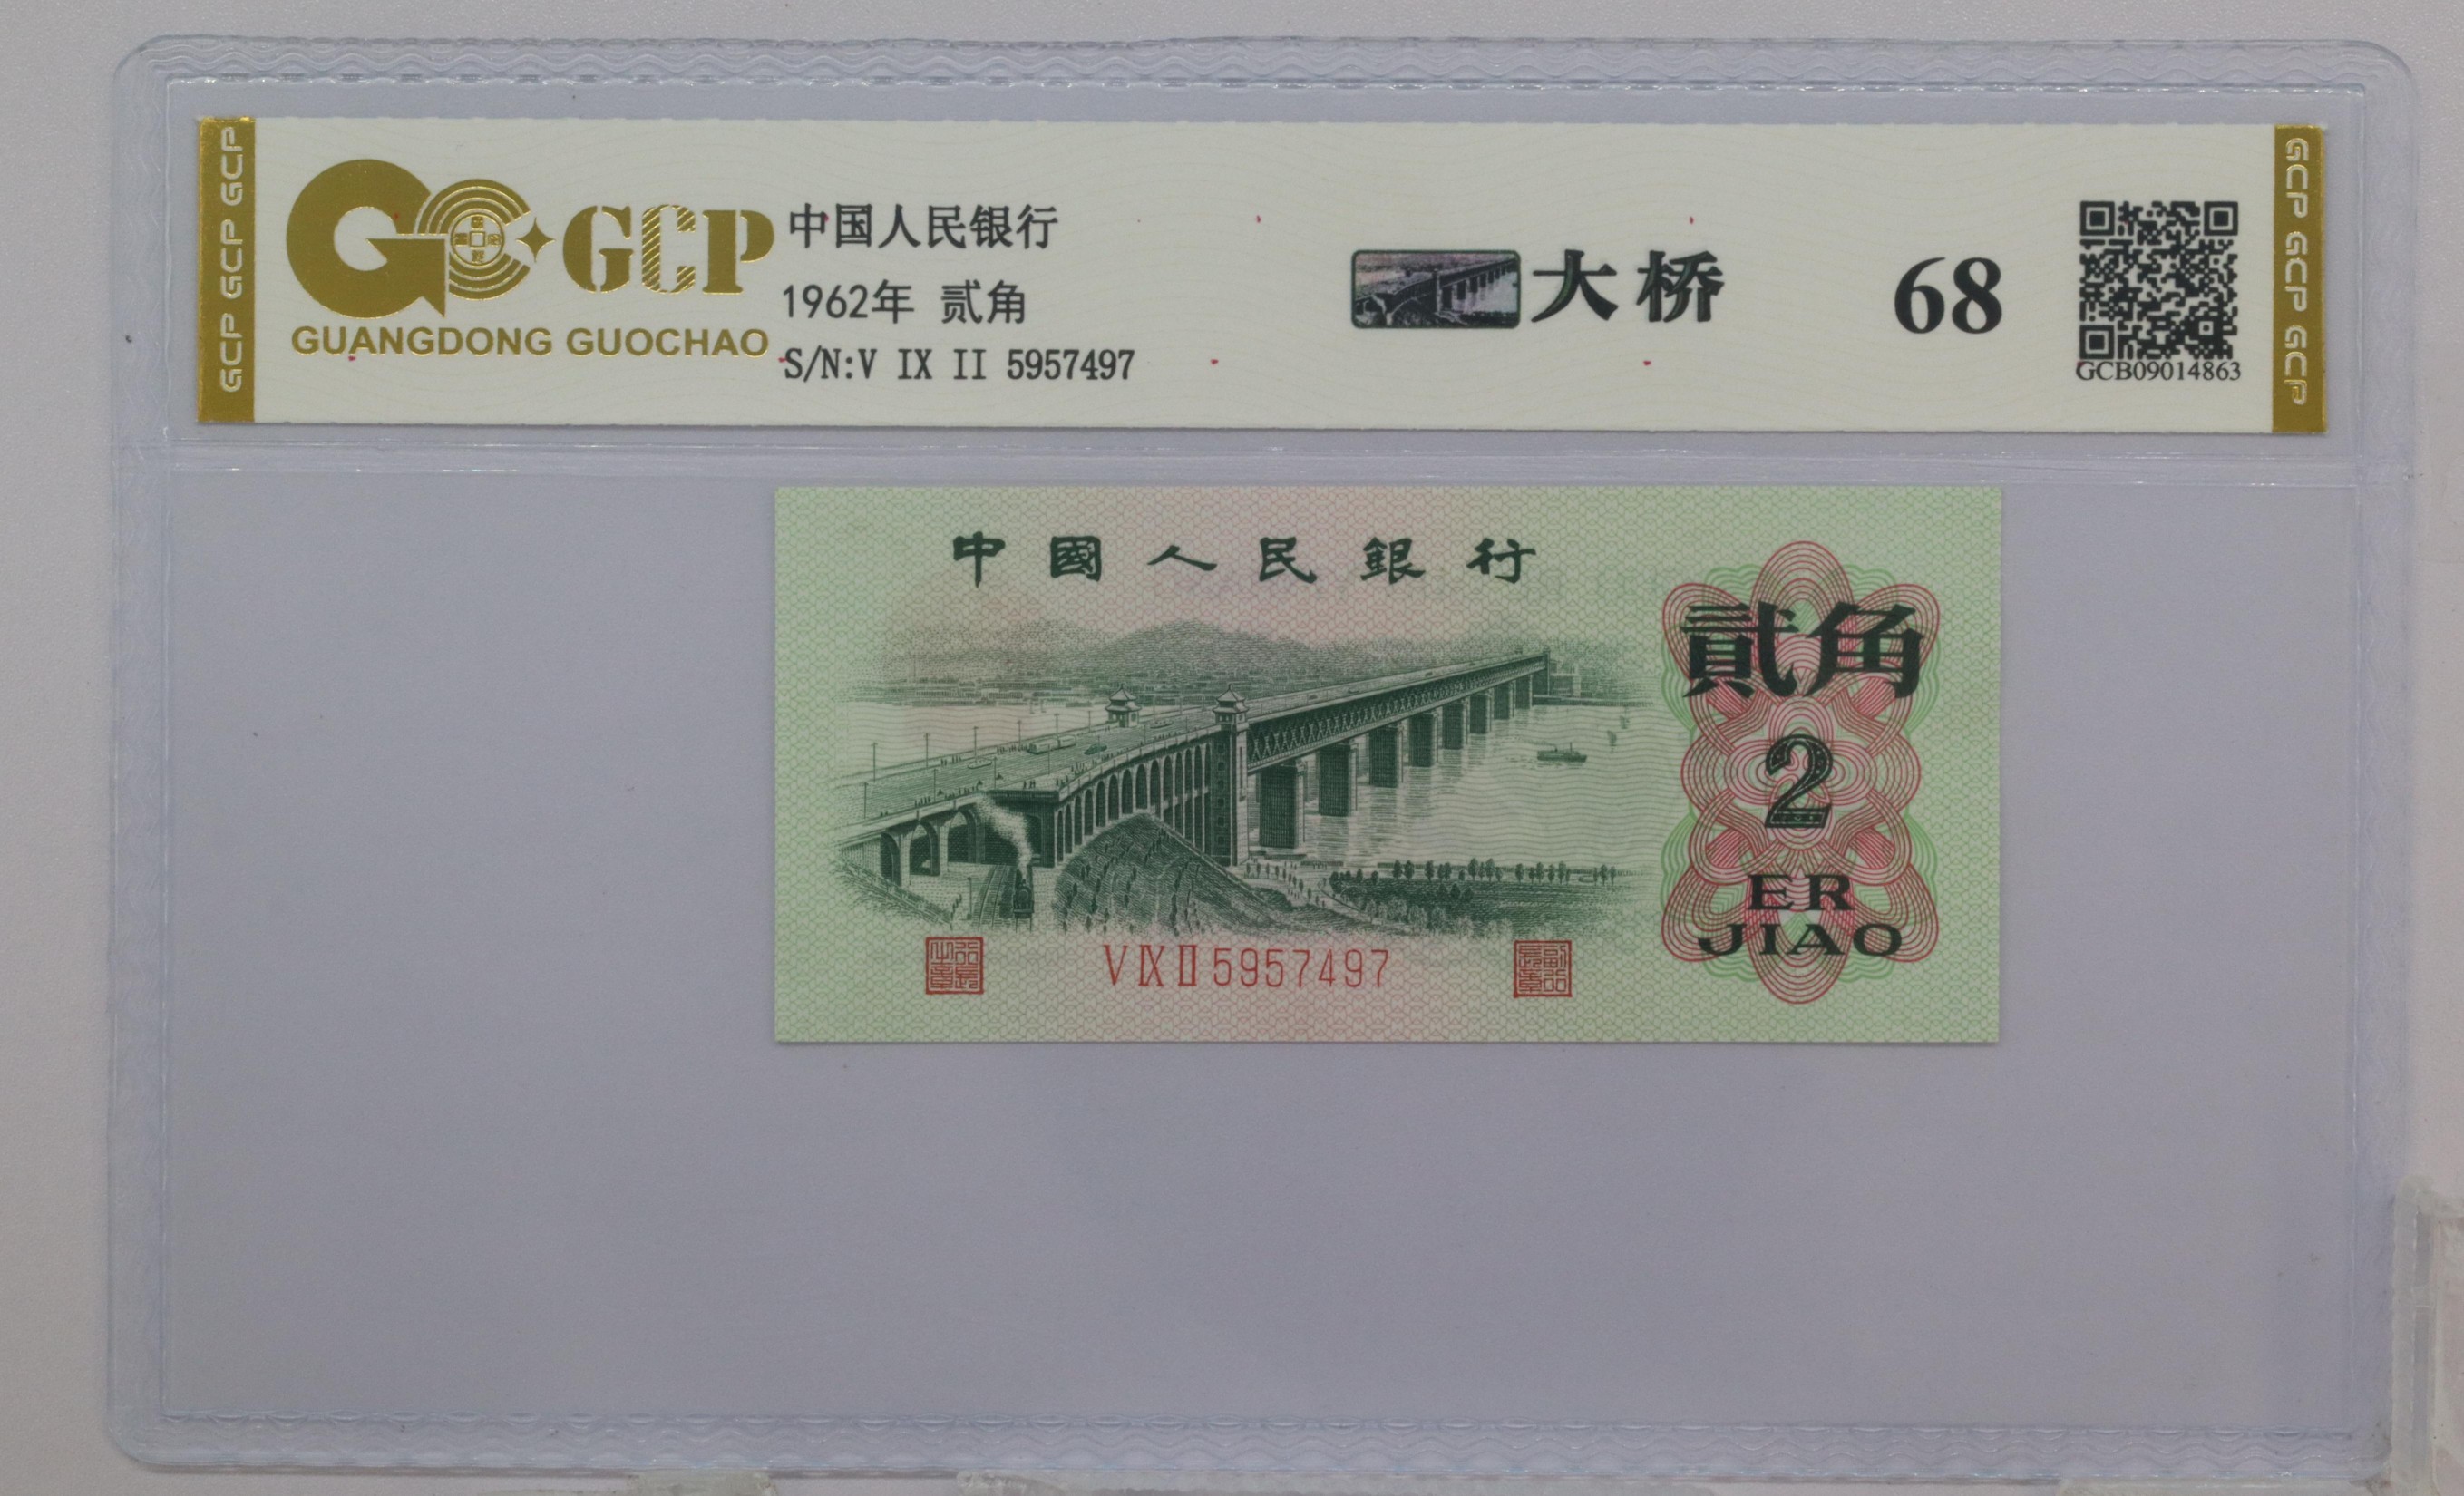 GCP GCP GCP
GCP
GUANGDONG GUOCHAO
中国人民银行
1962年 贰角
S/N:V IX II 5957497
大桥
68
GCB09014863
GCP GCP GCP
中國人民銀行
貳角
2
ER
JIAO
V IX II 5957497